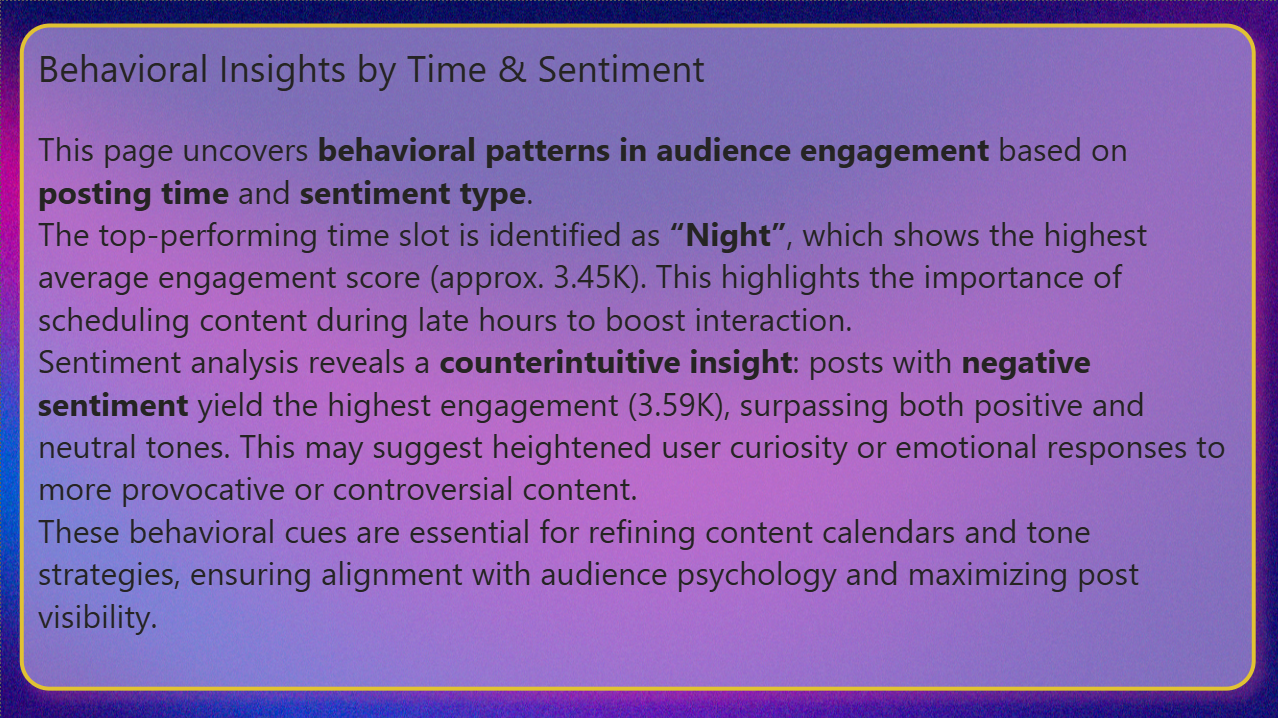 Behavioral Insights by Time & Sentiment
This page uncovers behavioral patterns in audience engagement based on
posting time and sentiment type.
The top-performing time slot is identified as “Night”, which shows the highest
average engagement score (approx. 3.45K). This highlights the importance of
scheduling content during late hours to boost interaction.
Sentiment analysis reveals a counterintuitive insight: posts with negative
sentiment yield the highest engagement (3.59K), surpassing both positive and
neutral tones. This may suggest heightened user curiosity or emotional responses to
more provocative or controversial content.
These behavioral cues are essential for refining content calendars and tone
strategies, ensuring alignment with audience psychology and maximizing post
visibility.